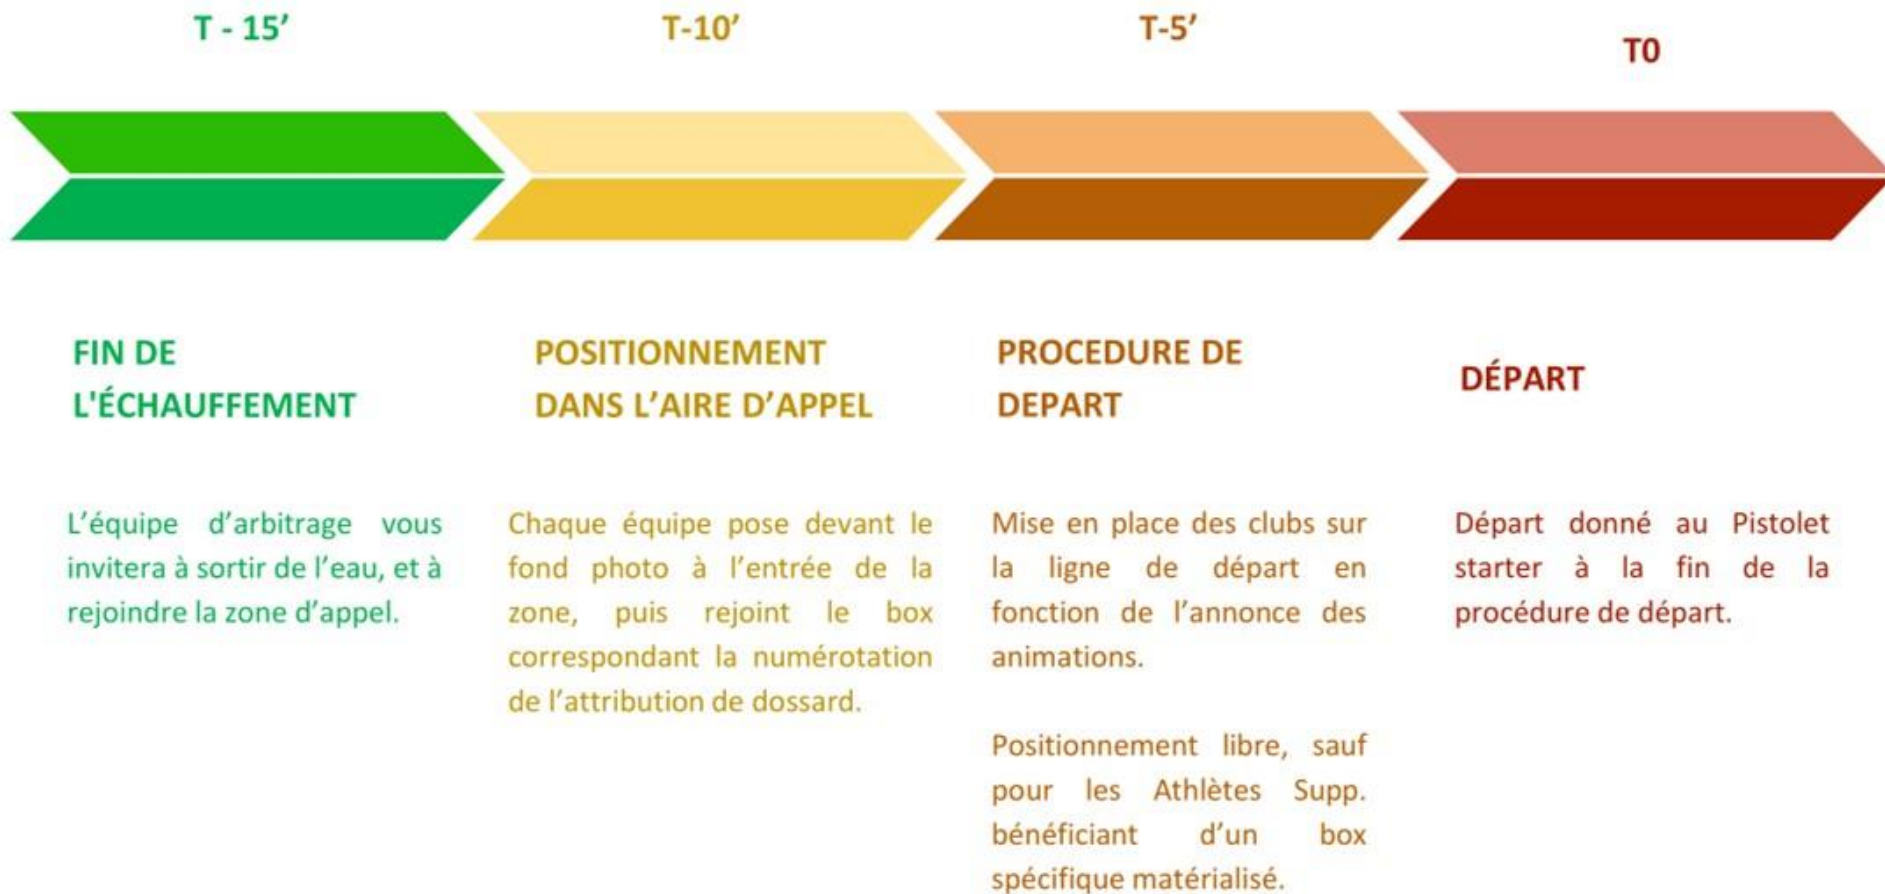 T - 15’
T-10’
T-5’
T0
FIN DE
L'ÉCHAUFFEMENT
L’équipe d’arbitrage vous
invitera à sortir de l’eau, et à
rejoindre la zone d’appel.
POSITIONNEMENT
DANS L’AIRE D’APPEL
Chaque équipe pose devant le
fond photo à l’entrée de la
zone, puis rejoint le box
correspondant la numérotation
de l’attribution de dossard.
PROCEDURE DE
DEPART
Mise en place des clubs sur
la ligne de départ en
fonction de l’annonce des
animations.
Positionnement libre, sauf
pour les Athlètes Supp.
bénéficiant d’un box
spécifique matérialisé.
DÉPART
Départ donné au Pistolet
starter à la fin de la
procédure de départ.